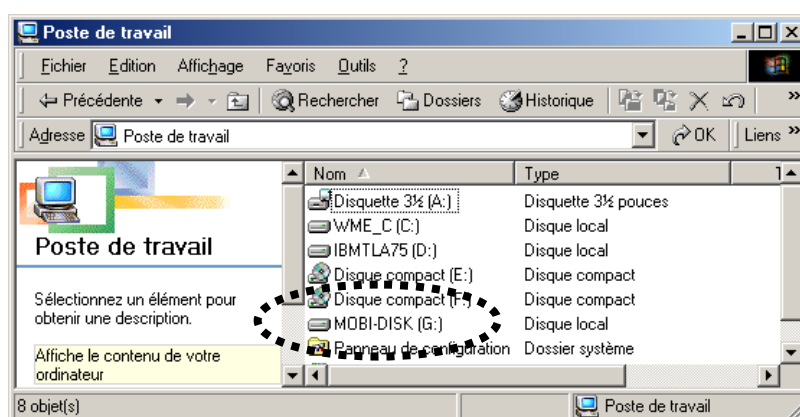 Poste de travail
Fichier Edition Affichage Favoris Outils ?
Précédente Rechercher Dossiers Historique »
Adresse Poste de travail OK Liens »
Nom Type
Disquette 3½ (A:) Disquette 3½ pouces
WME_C (C:) Disque local
IBMTLA75 (D:) Disque local
Disque compact (E:) Disque compact
Disque compact (F:) Disque compact
MOBI-DISK (G:) Disque local
Panneau de configuration Dossier système
Poste de travail
Sélectionnez un élément pour
obtenir une description.
Affiche le contenu de votre
ordinateur
8 objet(s) Poste de travail